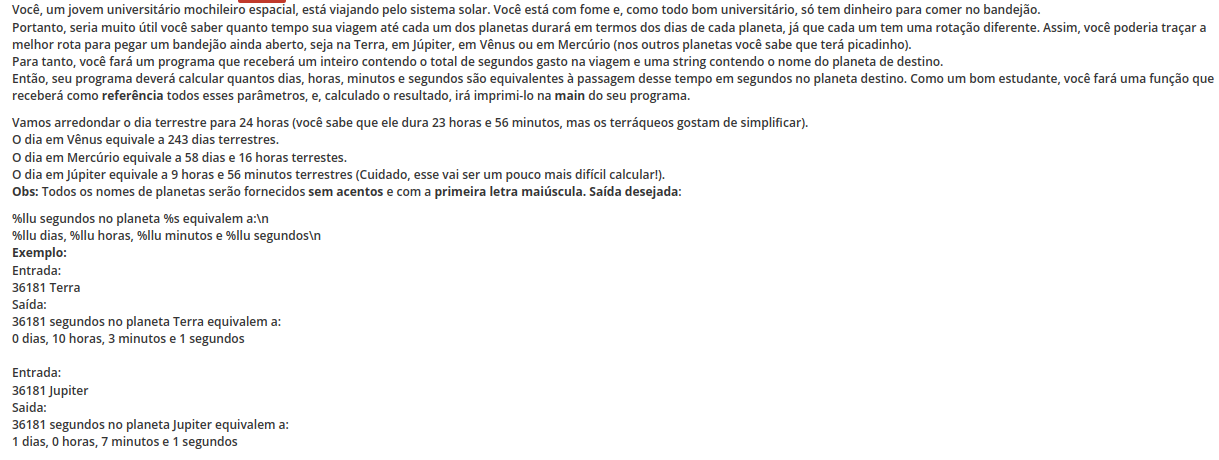 Você, um jovem universitário mochileiro espacial, está viajando pelo sistema solar. Você está com fome e, como todo bom universitário, só tem dinheiro para comer no bandejão.
Portanto, seria muito útil você saber quanto tempo sua viagem até cada um dos planetas durará em termos dos dias de cada planeta, já que cada um tem uma rotação diferente. Assim, você poderia traçar a
melhor rota para pegar um bandejão ainda aberto, seja na Terra, em Júpiter, em Vênus ou em Mercúrio (nos outros planetas você sabe que terá picadinho).
Para tanto, você fará um programa que receberá um inteiro contendo o total de segundos gasto na viagem e uma string contendo o nome do planeta de destino.
Então, seu programa deverá calcular quantos dias, horas, minutos e segundos são equivalentes à passagem desse tempo em segundos no planeta destino. Como um bom estudante, você fará uma função que
receberá como referência todos esses parâmetros, e, calculado o resultado, irá imprimi-lo na main do seu programa.
Vamos arredondar o dia terrestre para 24 horas (você sabe que ele dura 23 horas e 56 minutos, mas os terráqueos gostam de simplificar).
O dia em Vênus equivale a 243 dias terrestres.
O dia em Mercúrio equivale a 58 dias e 16 horas terrestes.
O dia em Júpiter equivale a 9 horas e 56 minutos terrestres (Cuidado, esse vai ser um pouco mais difícil calcular!).
Obs: Todos os nomes de planetas serão fornecidos sem acentos e com a primeira letra maiúscula. Saída desejada:
%llu segundos no planeta %s equivalem a:\n
%llu dias, %llu horas, %llu minutos e %llu segundos\n
Exemplo:
Entrada:
36181 Terra
Saída:
36181 segundos no planeta Terra equivalem a:
0 dias, 10 horas, 3 minutos e 1 segundos
Entrada:
36181 Jupiter
Saida:
36181 segundos no planeta Jupiter equivalem a:
1 dias, 0 horas, 7 minutos e 1 segundos